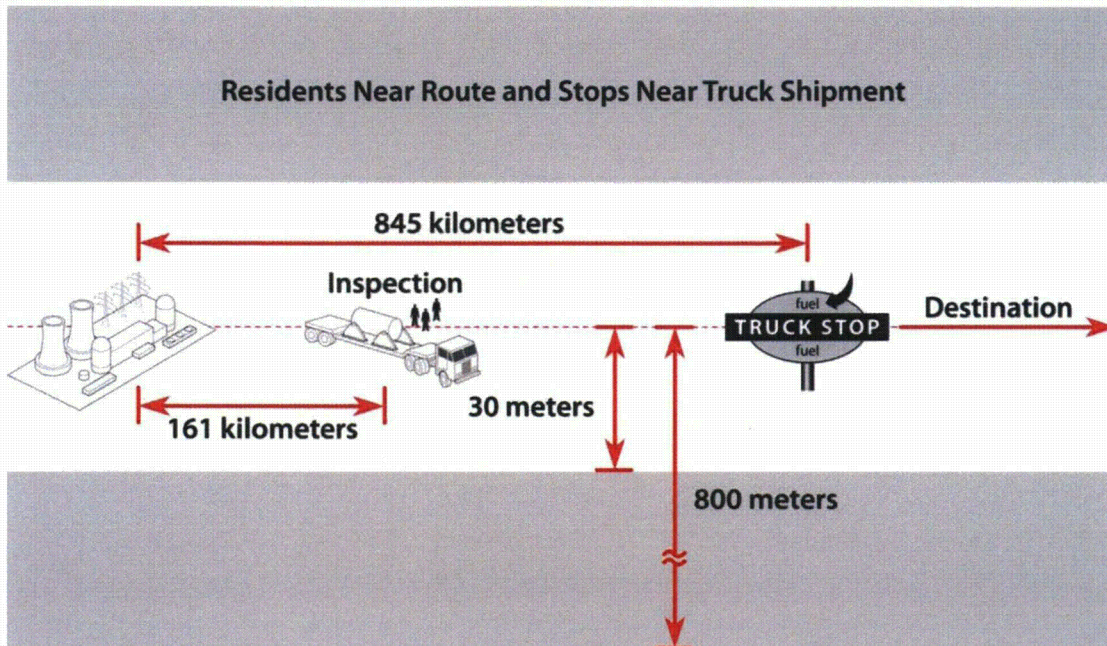 Residents Near Route and Stops Near Truck Shipment
845 kilometers
Inspection
fuel
TRUCK STOP
fuel
Destination
30 meters
161 kilometers
800 meters